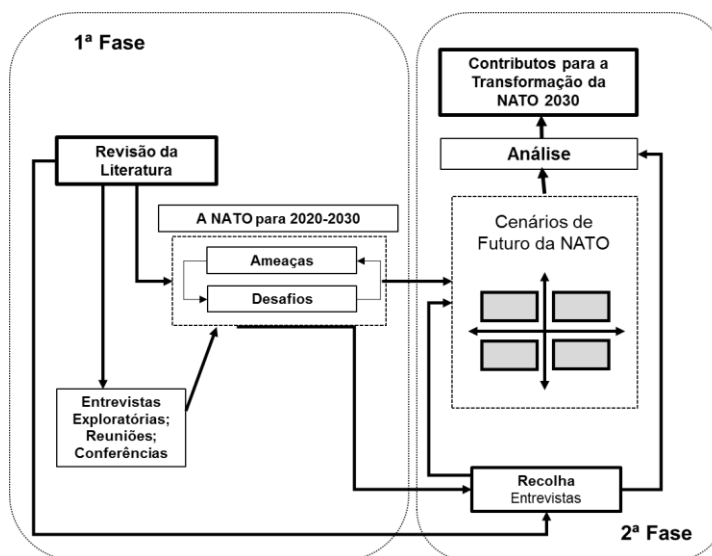 1ª Fase
Revisão da
Literatura
A NATO para 2020-2030
Ameaças
Desafios
Entrevistas
Exploratórias;
Reuniões;
Conferências
Contributos para a
Transformação da
NATO 2030
Análise
Cenários de
Futuro da NATO
Recolha
Entrevistas
2ª Fase